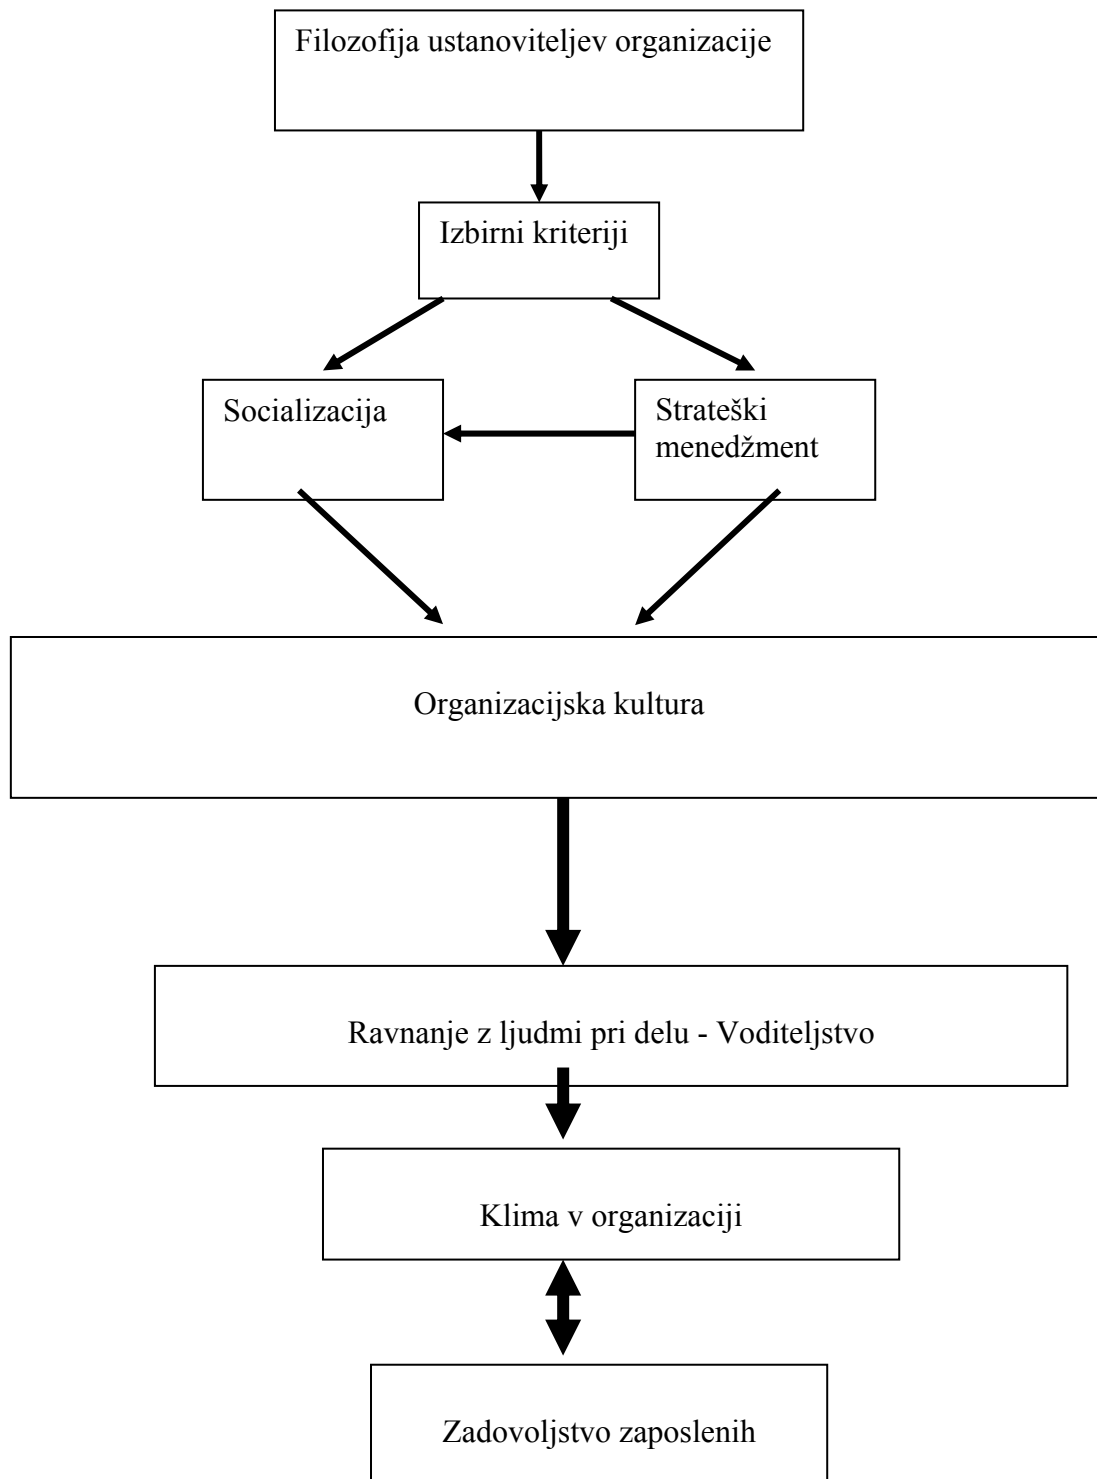 Filozofija ustanoviteljev organizacije
Izbirni kriteriji
Socializacija
Strateški
menedžment
Organizacijska kultura
Ravnanje z ljudmi pri delu - Voditeljstvo
Klima v organizaciji
Zadovoljstvo zaposlenih